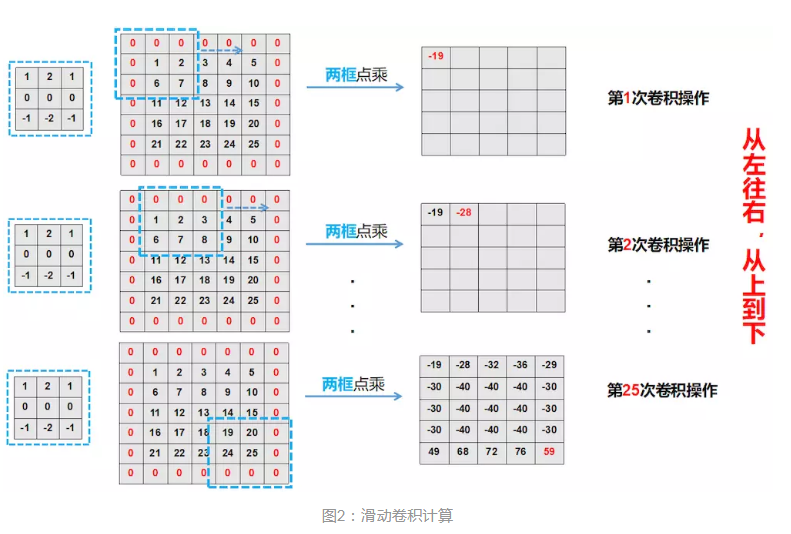 1 2 1
0 0 0
-1 -2 -1
0 0 0 0 0 0 0
0 1 2 3 4 5 0
0 6 7 8 9 10 0
0 11 12 13 14 15 0
0 16 17 18 19 20 0
0 21 22 23 24 25 0
0 0 0 0 0 0 0
两框点乘
-19
第1次卷积操作
1 2 1
0 0 0
-1 -2 -1
0 0 0 0 0 0 0
0 1 2 3 4 5 0
0 6 7 8 9 10 0
0 11 12 13 14 15 0
0 16 17 18 19 20 0
0 21 22 23 24 25 0
0 0 0 0 0 0 0
两框点乘
-19 -28
第2次卷积操作
1 2 1
0 0 0
-1 -2 -1
0 0 0 0 0 0 0
0 1 2 3 4 5 0
0 6 7 8 9 10 0
0 11 12 13 14 15 0
0 16 17 18 19 20 0
0 21 22 23 24 25 0
0 0 0 0 0 0 0
两框点乘
-19 -28 -32 -36 -29
-30 -40 -40 -40 -30
-30 -40 -40 -40 -30
-30 -40 -40 -40 -30
49 68 72 76 59
第25次卷积操作
从左往右，从上到下
图2：滑动卷积计算